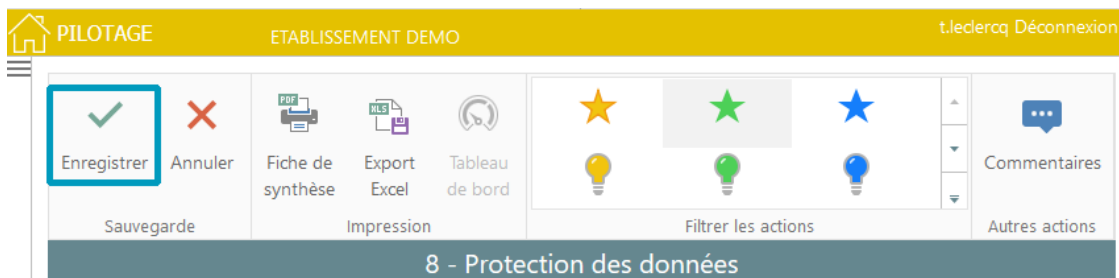 PILOTAGE
ETABLISSEMENT DEMO
t.leclercq Déconnexion
PDF
XLS
Enregistrer
Annuler
Fiche de
synthèse
Export
Excel
Tableau
de bord
Commentaires
Sauvegarde
Impression
Filtrer les actions
Autres actions
8 - Protection des données